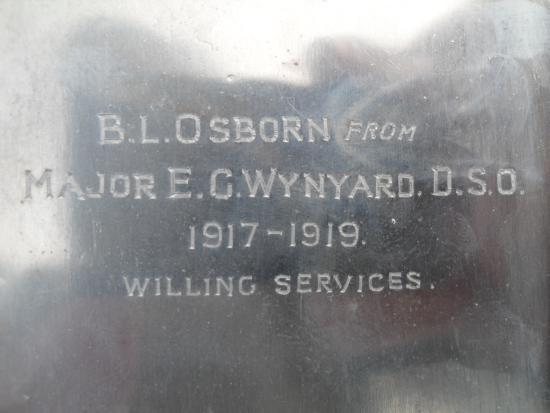 B.L.OSBORN FROM
MAJOR E.G.WYNYARD. D.S.O.
1917-1919.
WILLING SERVICES.